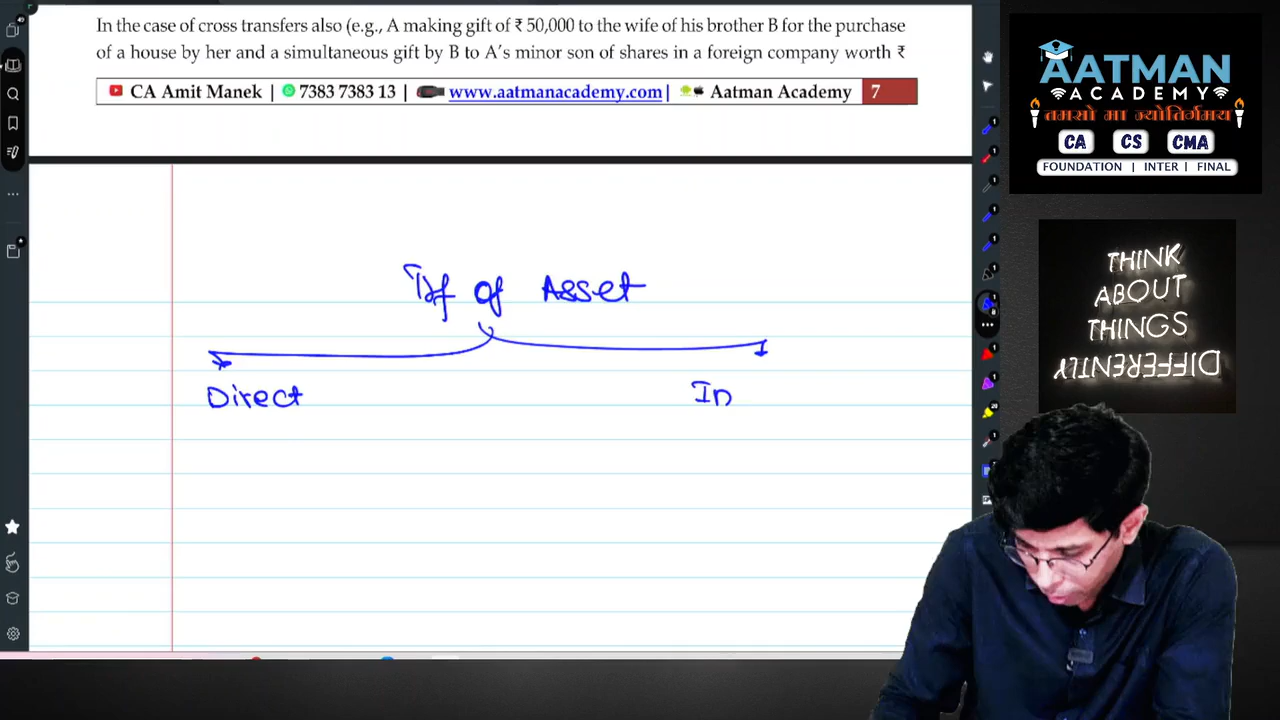 In the case of cross transfers also (e.g., A making gift of ₹ 50,000 to the wife of his brother B for the purchase
of a house by her and a simultaneous gift by B to A's minor son of shares in a foreign company worth ₹
CA Amit Manek | 7383 7383 13 | www.aatmanacademy.com| Aatman Academy 7
Trf of Asset
Direct In
AATMAN
ACADEMY
तमसो मा ज्योतिर्गमय
CA CS CMA
FOUNDATION | INTER | FINAL
THINK
ABOUT
THINGS
DIFFERENTLY